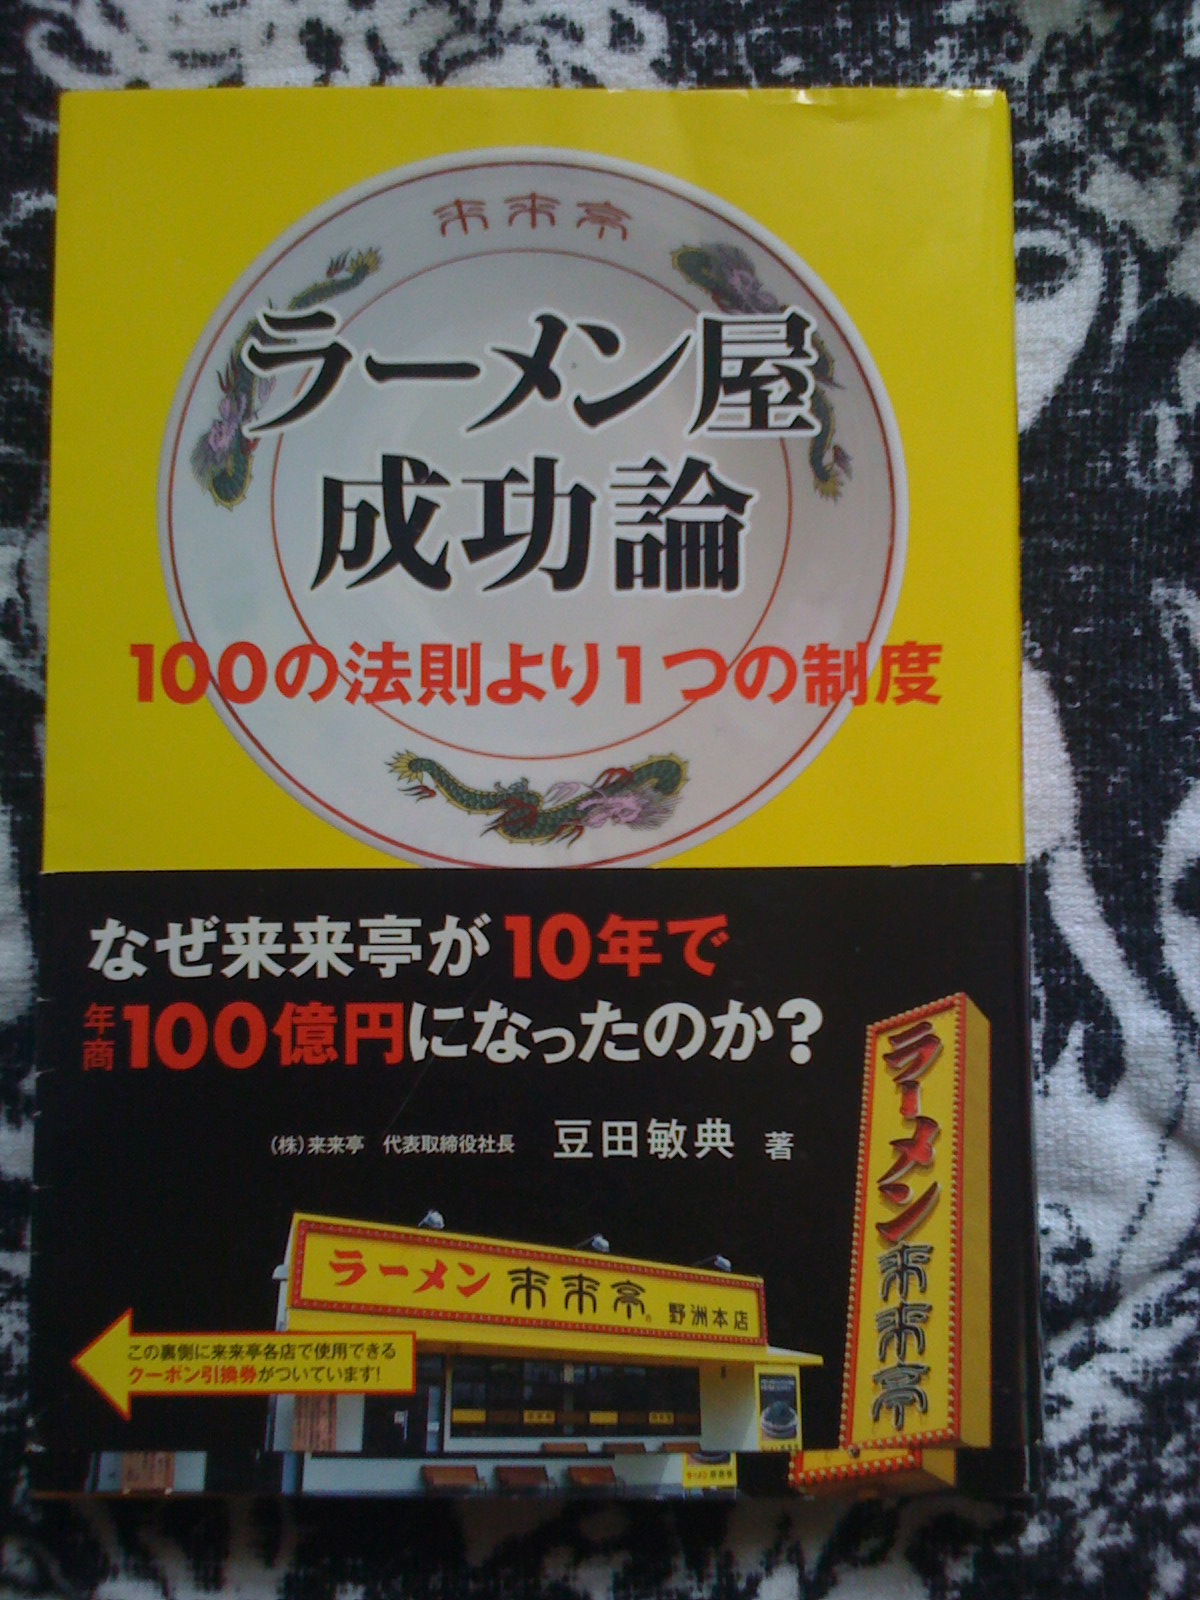 来来亭
ラーメン屋
成功論
100の法則より1つの制度
なぜ来来亭が10年で
年商100億円になったのか?
(株)来来亭 代表取締役社長 豆田敏典 著
ラーメン来来亭
ラーメン 来来亭 野洲本店
この裏側に来来亭各店で使用できる
クーポン引換券がついています!